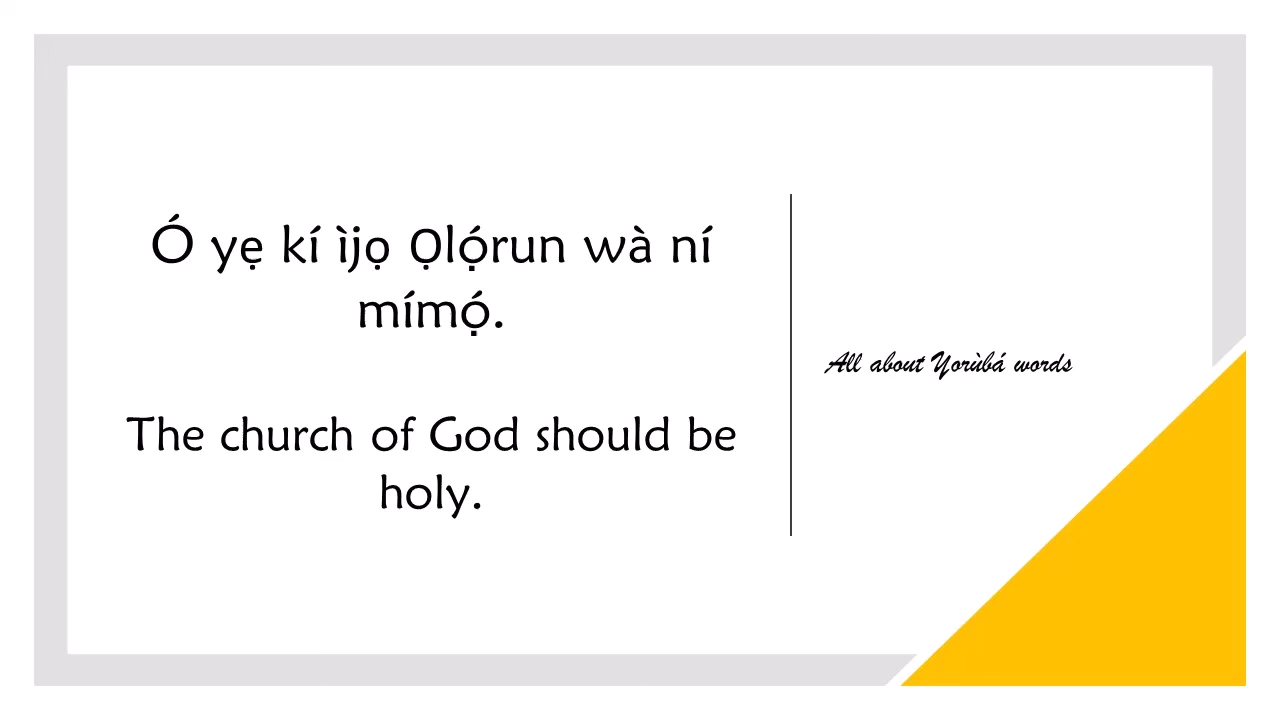 Ó yẹ kí ìjọ Ọlọ́run wà ní
mímọ́.
The church of God should be
holy.
All about Yorùbá words